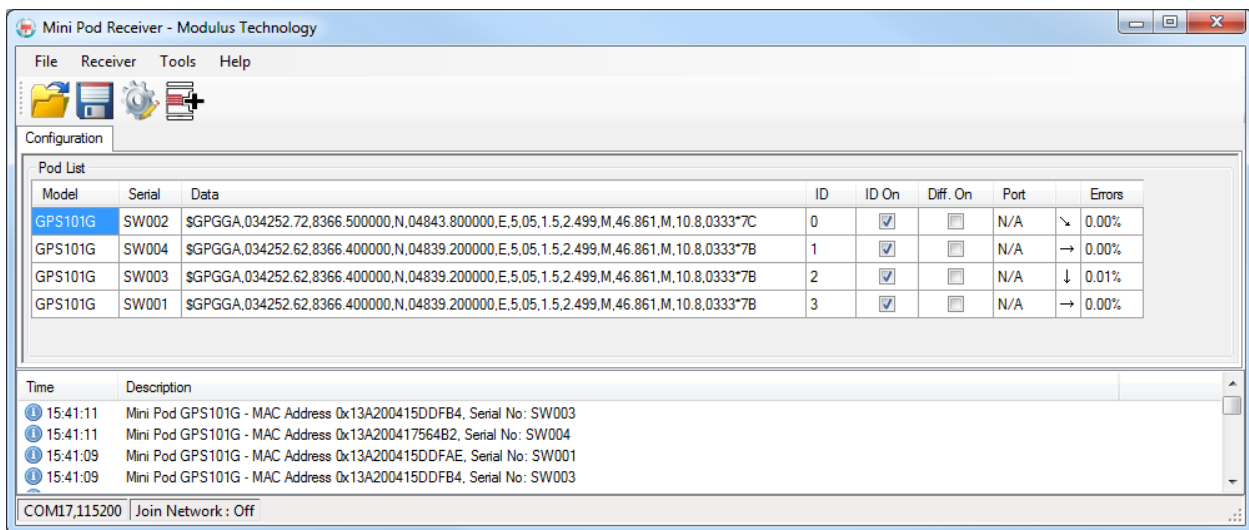 Mini Pod Receiver - Modulus Technology
File Receiver Tools Help
Configuration
Pod List
Model Serial Data ID ID On Diff. On Port Errors
GPS101G SW002 $GPGGA,034252.72,8366.500000,N,04843.800000,E,5,05,1.5,2.499,M,46.861,M,10.8,0333*7C 0 N/A ↘ 0.00%
GPS101G SW004 $GPGGA,034252.62,8366.400000,N,04839.200000,E,5,05,1.5,2.499,M,46.861,M,10.8,0333*7B 1 N/A → 0.00%
GPS101G SW003 $GPGGA,034252.62,8366.400000,N,04839.200000,E,5,05,1.5,2.499,M,46.861,M,10.8,0333*7B 2 N/A ↓ 0.01%
GPS101G SW001 $GPGGA,034252.62,8366.400000,N,04839.200000,E,5,05,1.5,2.499,M,46.861,M,10.8,0333*7B 3 N/A → 0.00%
Time Description
15:41:11 Mini Pod GPS101G - MAC Address 0x13A200415DDFB4, Serial No: SW003
15:41:11 Mini Pod GPS101G - MAC Address 0x13A200417564B2, Serial No: SW004
15:41:09 Mini Pod GPS101G - MAC Address 0x13A200415DDFAE, Serial No: SW001
15:41:09 Mini Pod GPS101G - MAC Address 0x13A200415DDFB4, Serial No: SW003
COM17,115200 Join Network : Off